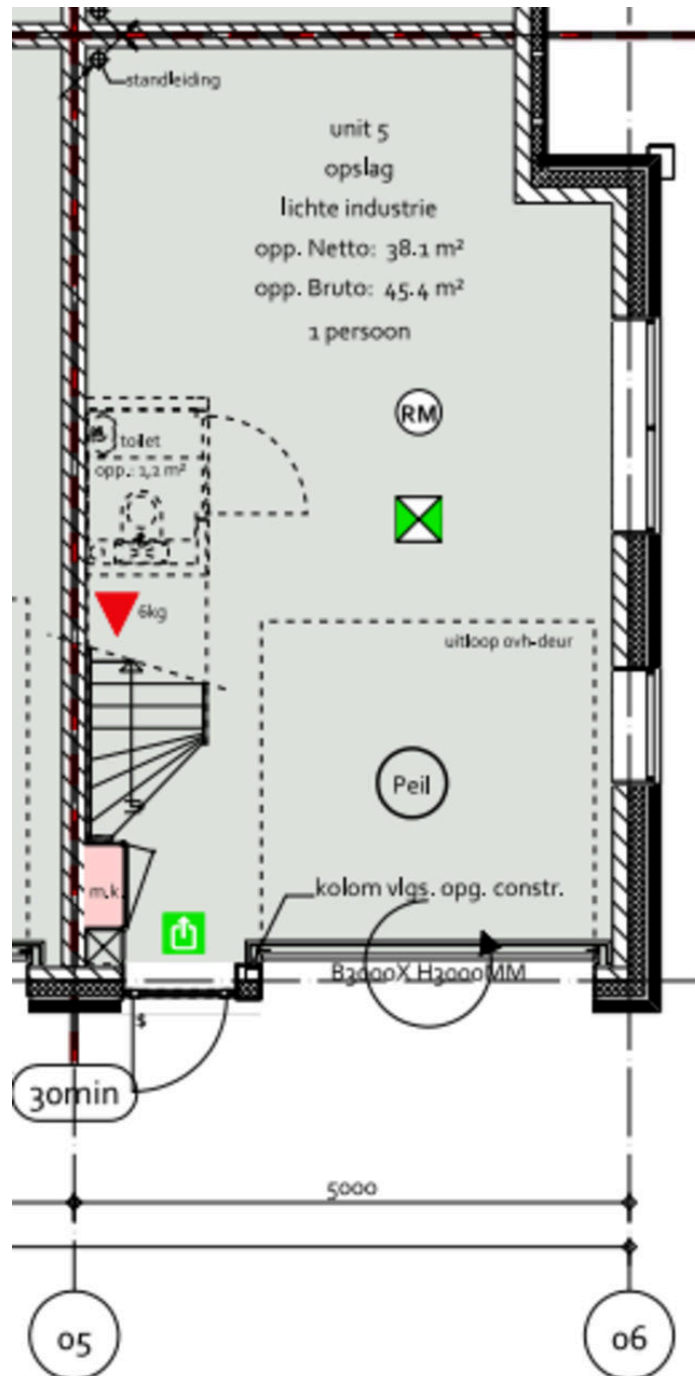 standleiding
unit 5
opslag
lichte industrie
opp. Netto: 38.1 m²
opp. Bruto: 45.4 m²
1 persoon
RM
toilet
opp.: 1,2 m²
6kg
uitloop ovh-deur
Peil
m.k.
kolom vlgs. opg. constr.
B3000X H3000MM
$
30min
5000
05
06